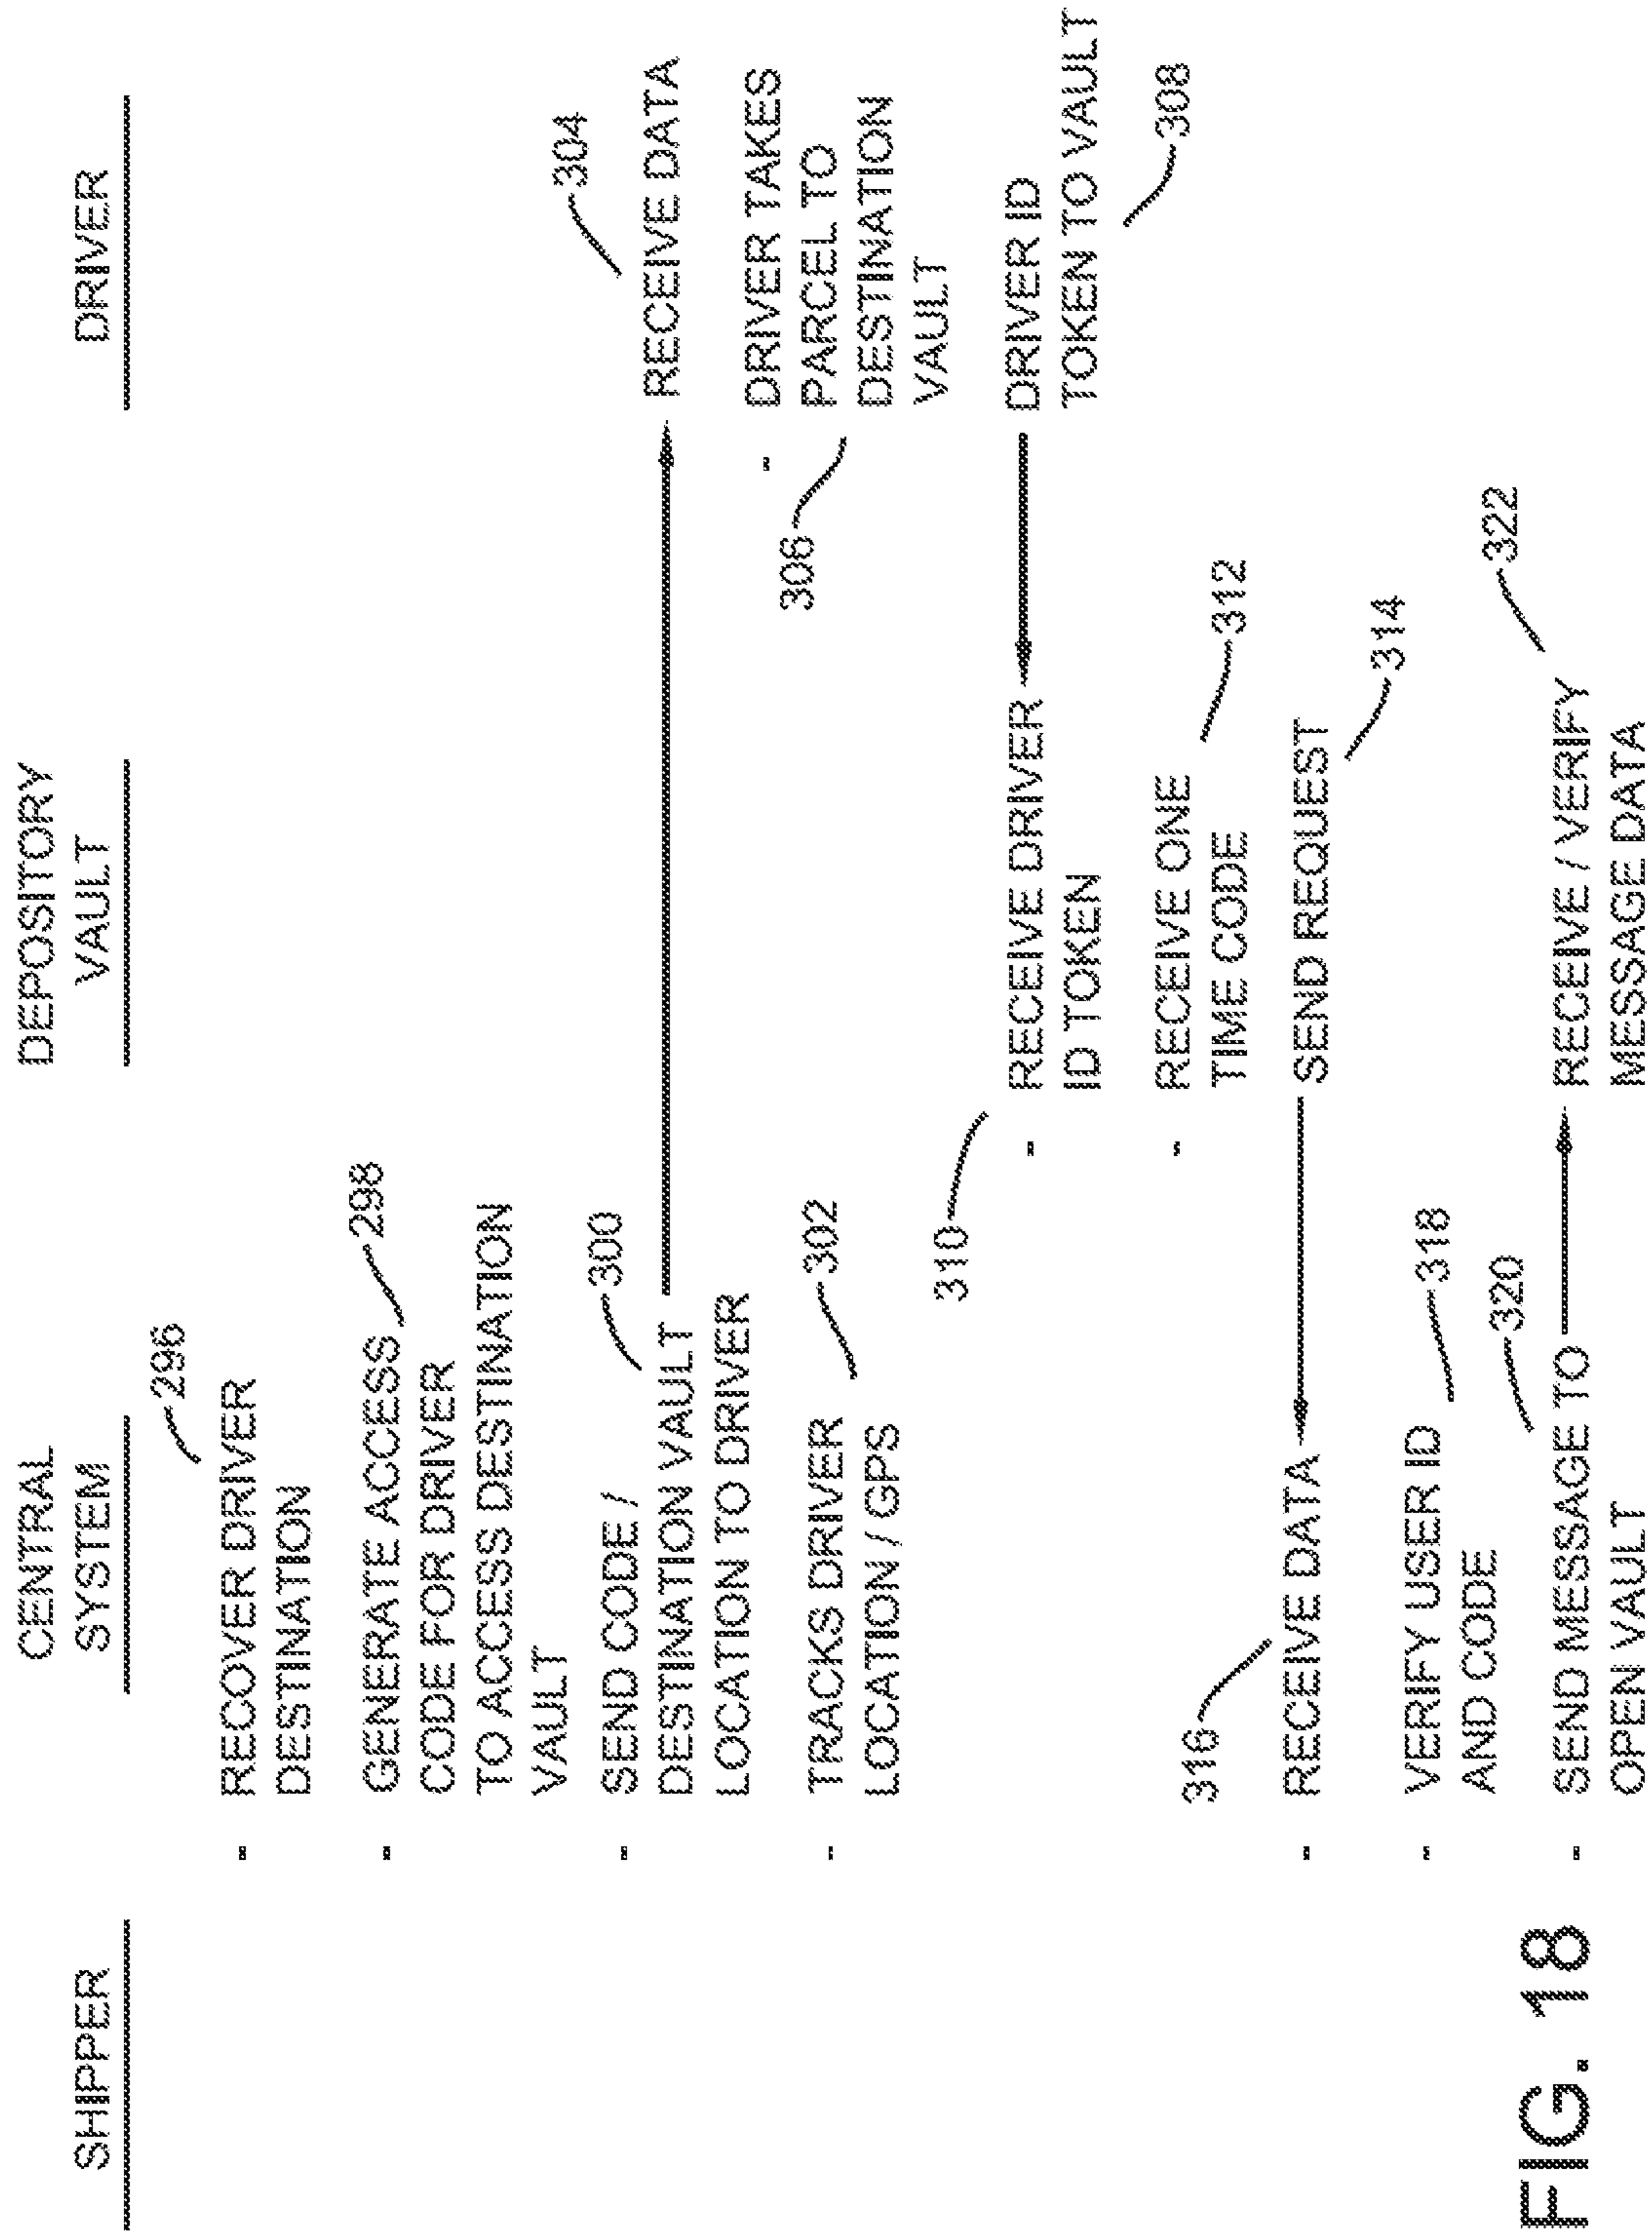 SHIPPER
CENTRAL
SYSTEM
DEPOSITORY
VAULT
DRIVER
296
- RECOVER DRIVER
DESTINATION
298
- GENERATE ACCESS
CODE FOR DRIVER
TO ACCESS DESTINATION
VAULT
300
- SEND CODE /
DESTINATION VAULT
LOCATION TO DRIVER
304
RECEIVE DATA
302
- TRACKS DRIVER
LOCATION / GPS
306
- DRIVER TAKES
PARCEL TO
DESTINATION
VAULT
310
- RECEIVE DRIVER
ID TOKEN
DRIVER ID
TOKEN TO VAULT
308
- RECEIVE ONE
TIME CODE
312
316
- RECEIVE DATA
SEND REQUEST
314
- VERIFY USER ID
AND CODE
318
320
- SEND MESSAGE TO
OPEN VAULT
322
RECEIVE / VERIFY
MESSAGE DATA
FIG. 18